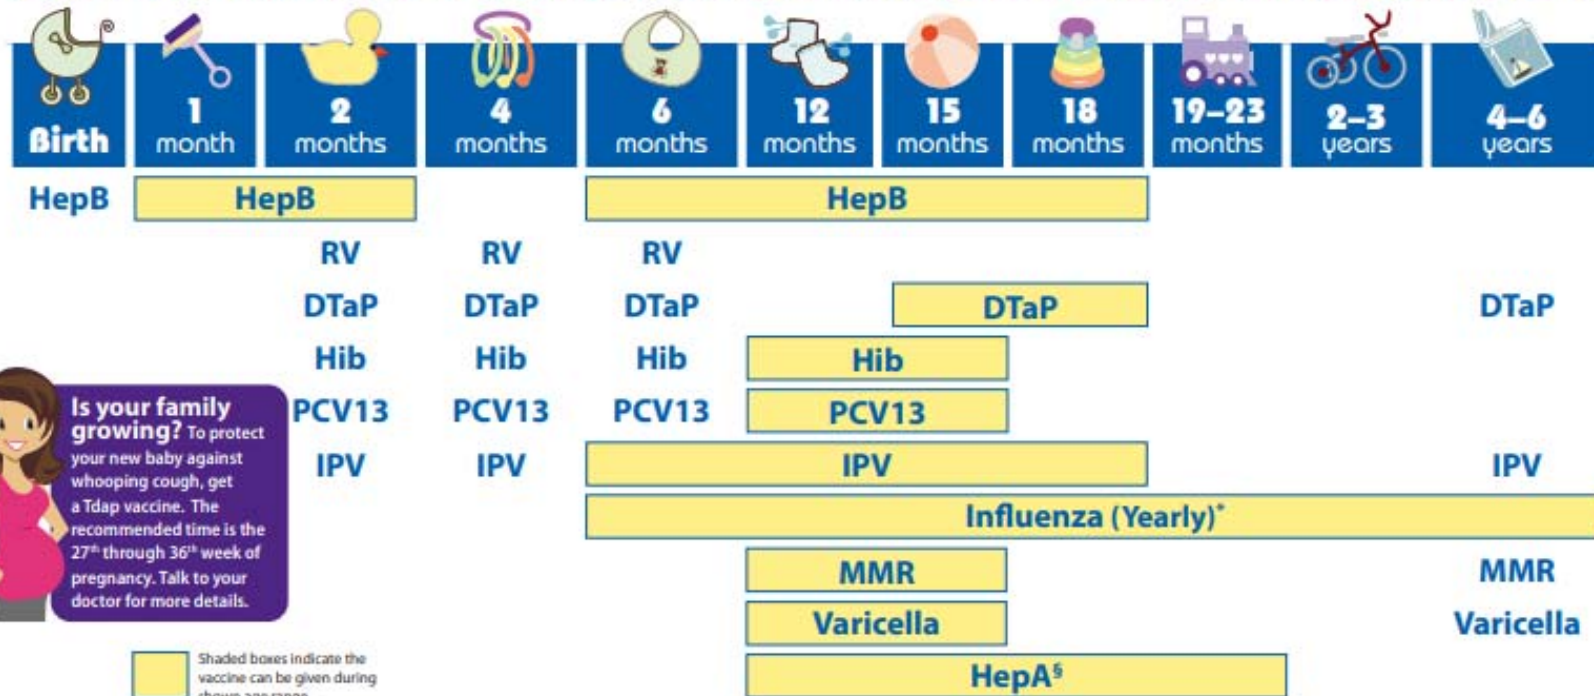 Birth
1 month
2 months
4 months
6 months
12 months
15 months
18 months
19–23 months
2–3 years
4–6 years
HepB HepB HepB
RV RV RV
DTaP DTaP DTaP DTaP DTaP
Hib Hib Hib Hib
PCV13 PCV13 PCV13 PCV13
IPV IPV IPV IPV
Influenza (Yearly)*
MMR MMR
Varicella Varicella
HepA§
Is your family
growing? To protect
your new baby against
whooping cough, get
a Tdap vaccine. The
recommended time is the
27th through 36th week of
pregnancy. Talk to your
doctor for more details.
Shaded boxes indicate the
vaccine can be given during
shown age range.